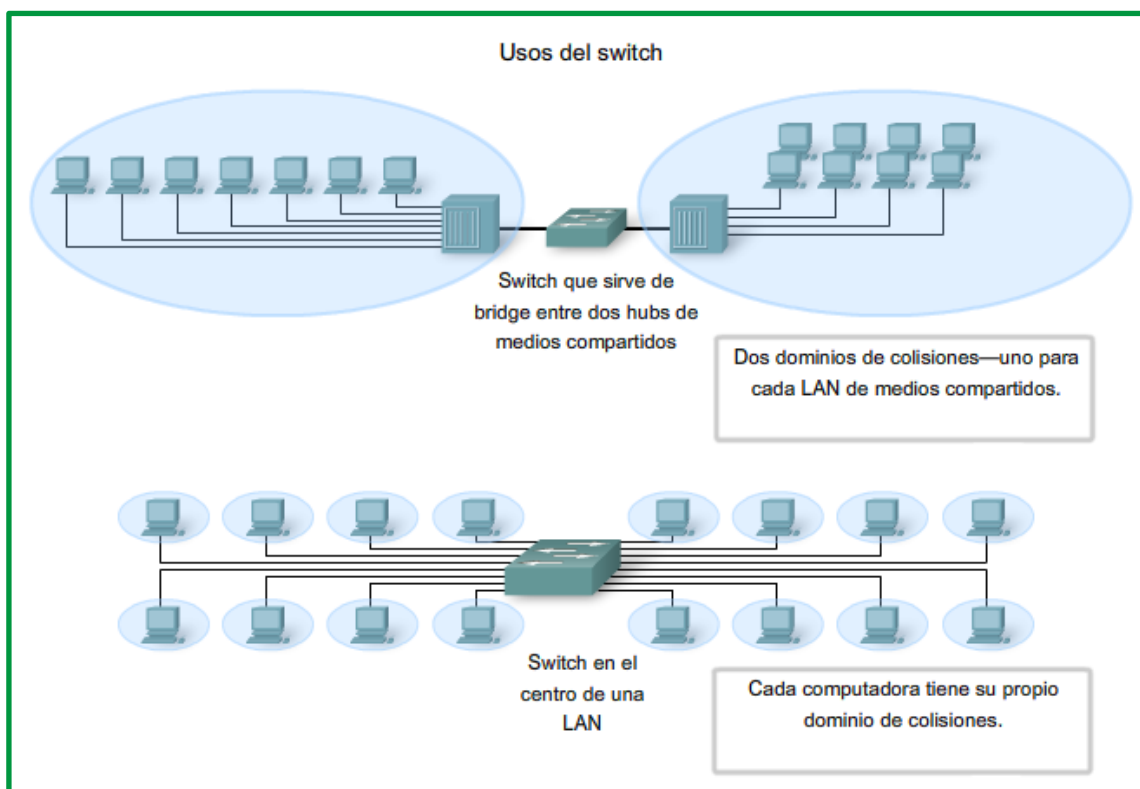 Usos del switch
Switch que sirve de
bridge entre dos hubs de
medios compartidos
Dos dominios de colisiones—uno para
cada LAN de medios compartidos.
Switch en el
centro de una
LAN
Cada computadora tiene su propio
dominio de colisiones.